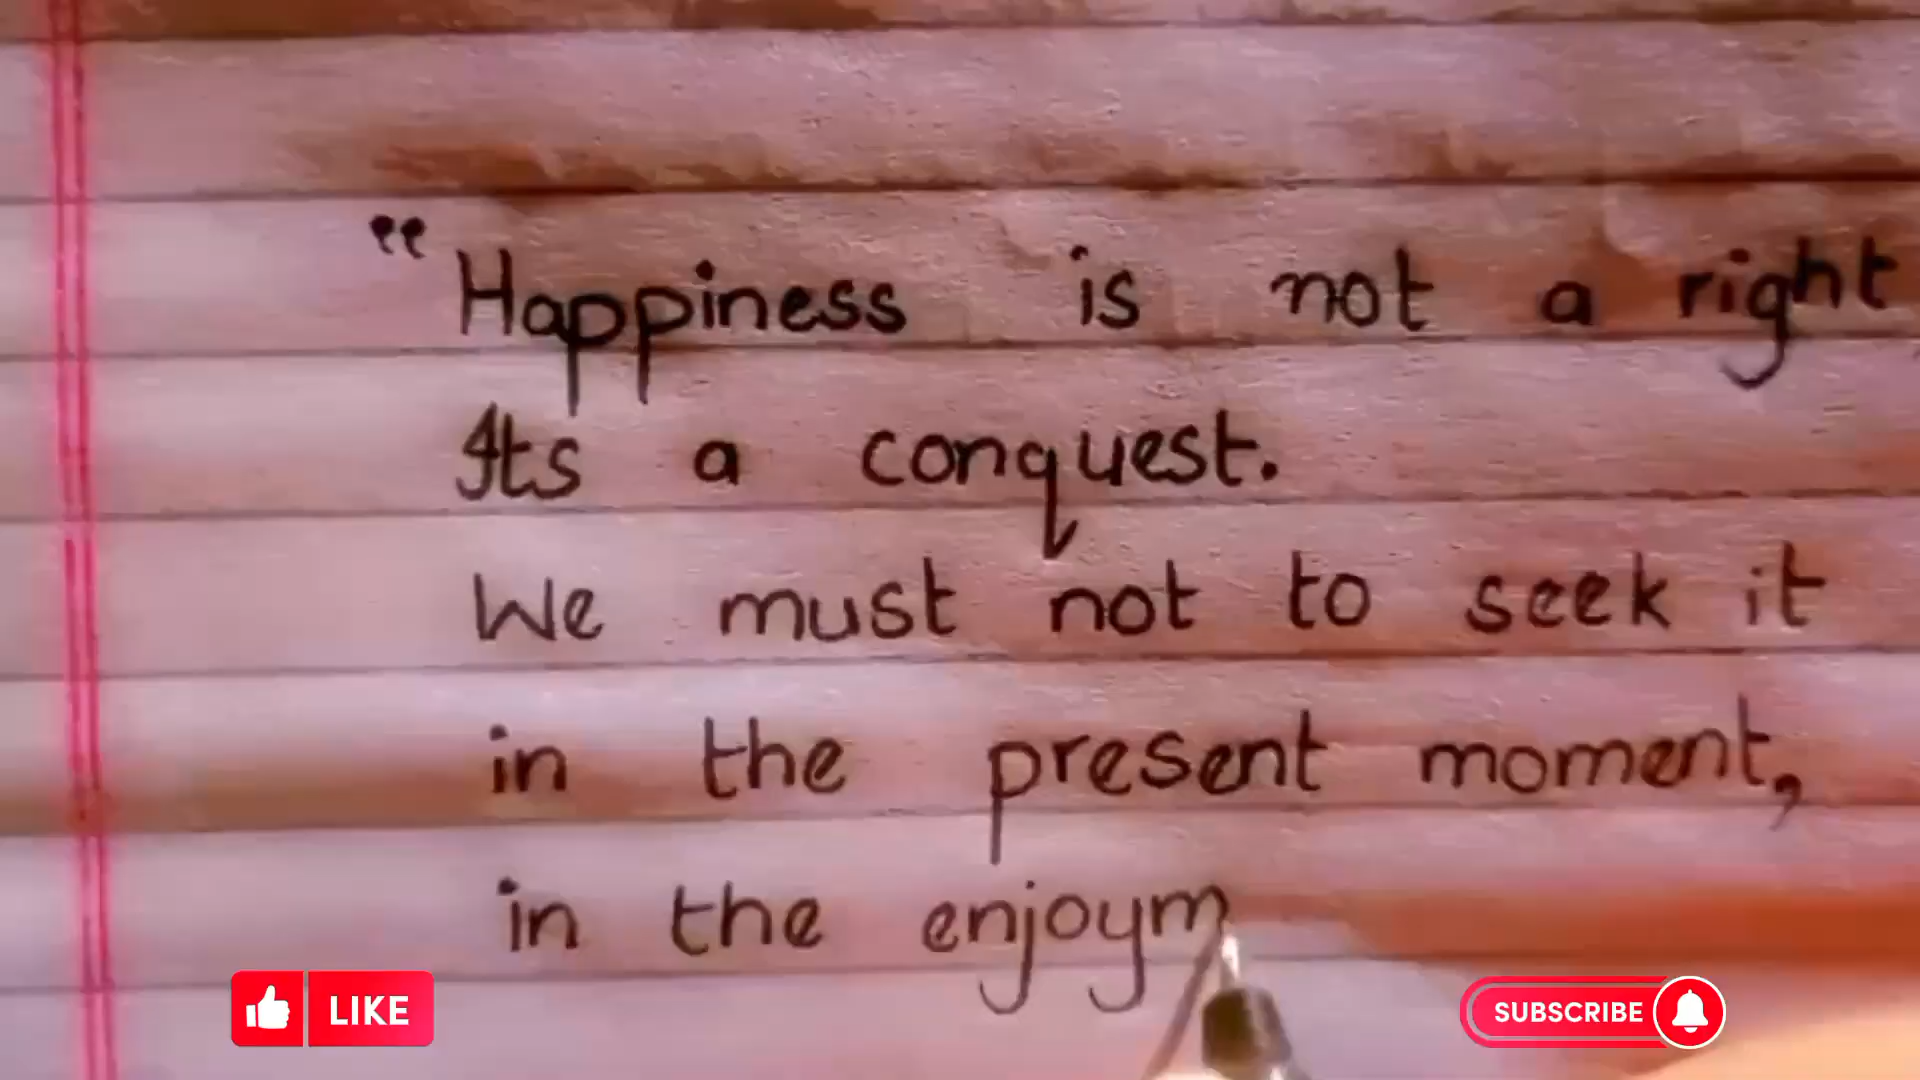 “Happiness is not a right,
Its a conquest.
We must not to seek it
in the present moment,
in the enjoym
LIKE
SUBSCRIBE